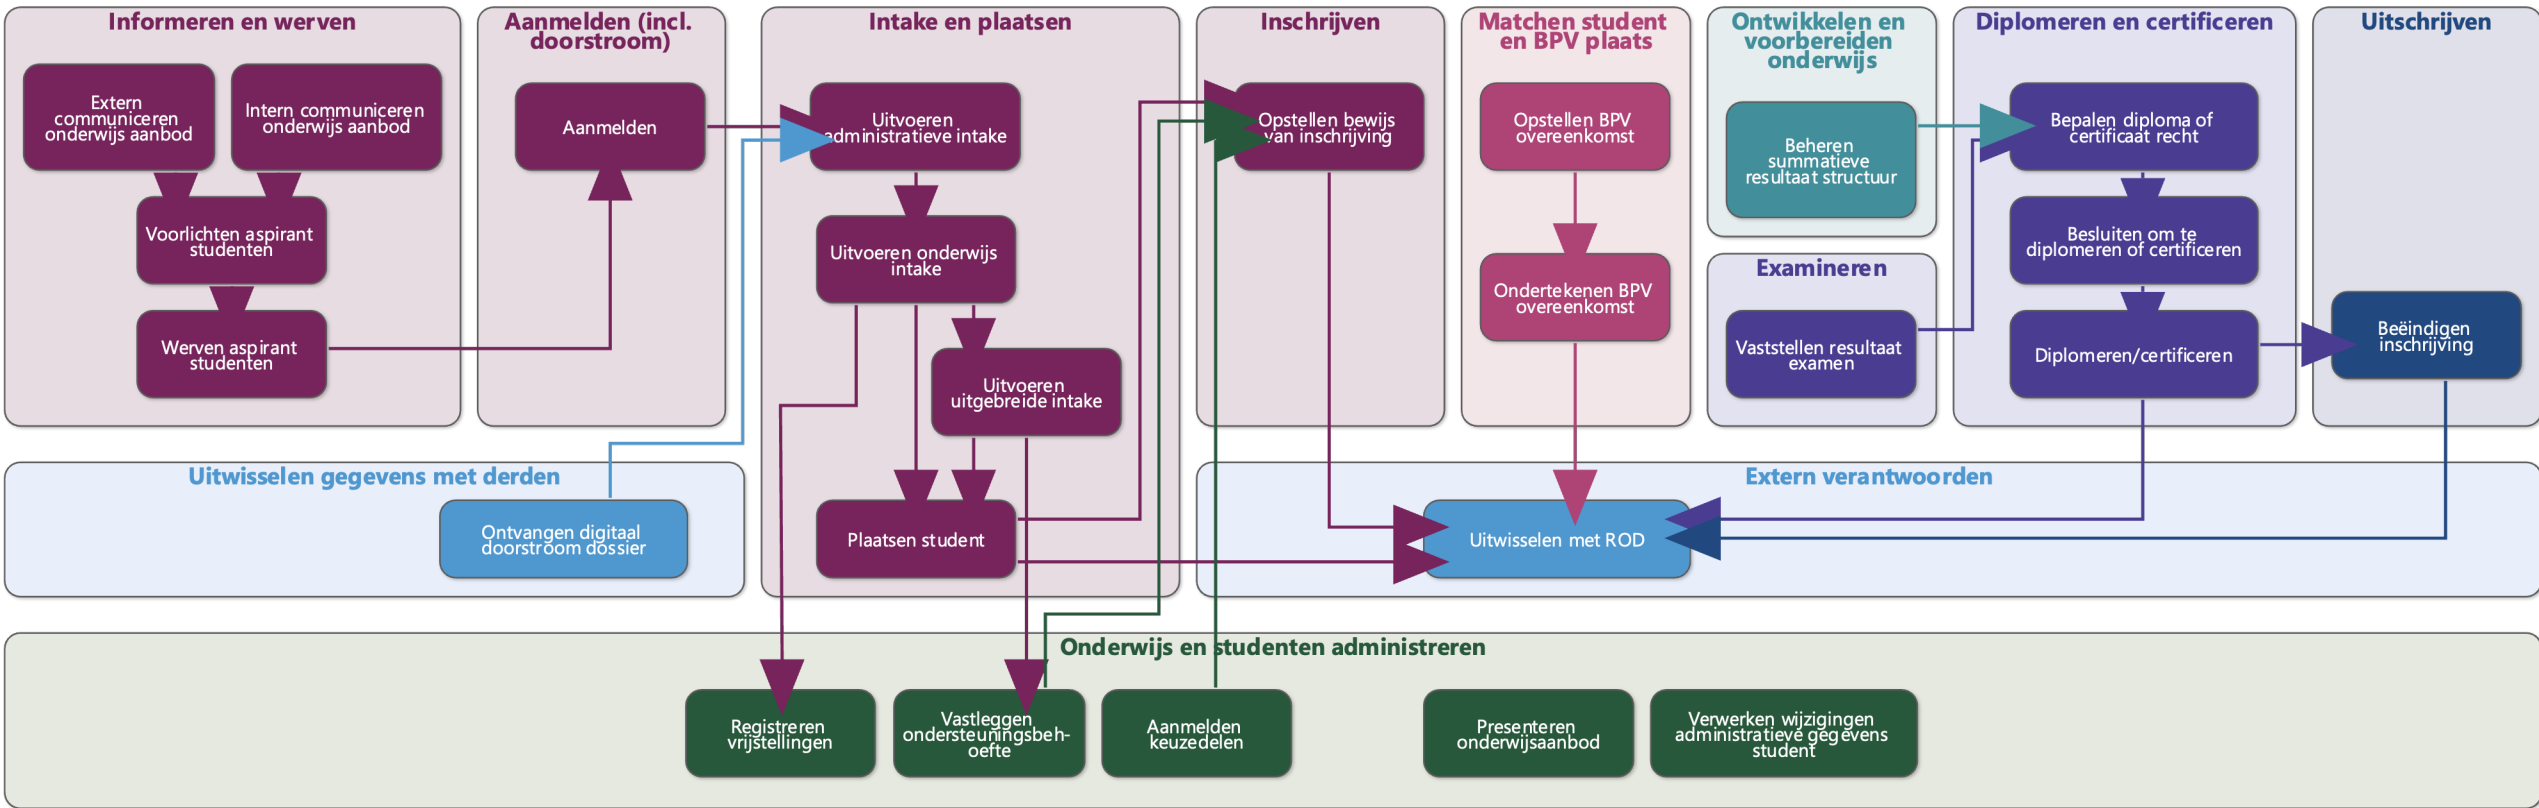 Informeren en werven
Extern
communiceren
onderwijs aanbod
Intern communiceren
onderwijs aanbod
Voorlichten aspirant
studenten
Werven aspirant
studenten
Aanmelden (incl.
doorstroom)
Aanmelden
Intake en plaatsen
Uitvoeren
administratieve intake
Uitvoeren onderwijs
intake
Uitvoeren
uitgebreide intake
Plaatsen student
Inschrijven
Opstellen bewijs
van inschrijving
Matchen student
en BPV plaats
Opstellen BPV
overeenkomst
Ondertekenen BPV
overeenkomst
Ontwikkelen en
voorbereiden
onderwijs
Beheren
summatieve
resultaat structuur
Examineren
Vaststellen resultaat
examen
Diplomeren en certificeren
Bepalen diploma of
certificaat recht
Besluiten om te
diplomeren of certificeren
Diplomeren/certificeren
Uitschrijven
Beëindigen
inschrijving
Uitwisselen gegevens met derden
Ontvangen digitaal
doorstroom dossier
Extern verantwoorden
Uitwisselen met ROD
Onderwijs en studenten administreren
Registreren
vrijstellingen
Vastleggen
ondersteuningsbeh-
oefte
Aanmelden
keuzedelen
Presenteren
onderwijsaanbod
Verwerken wijzigingen
administratieve gegevens
student